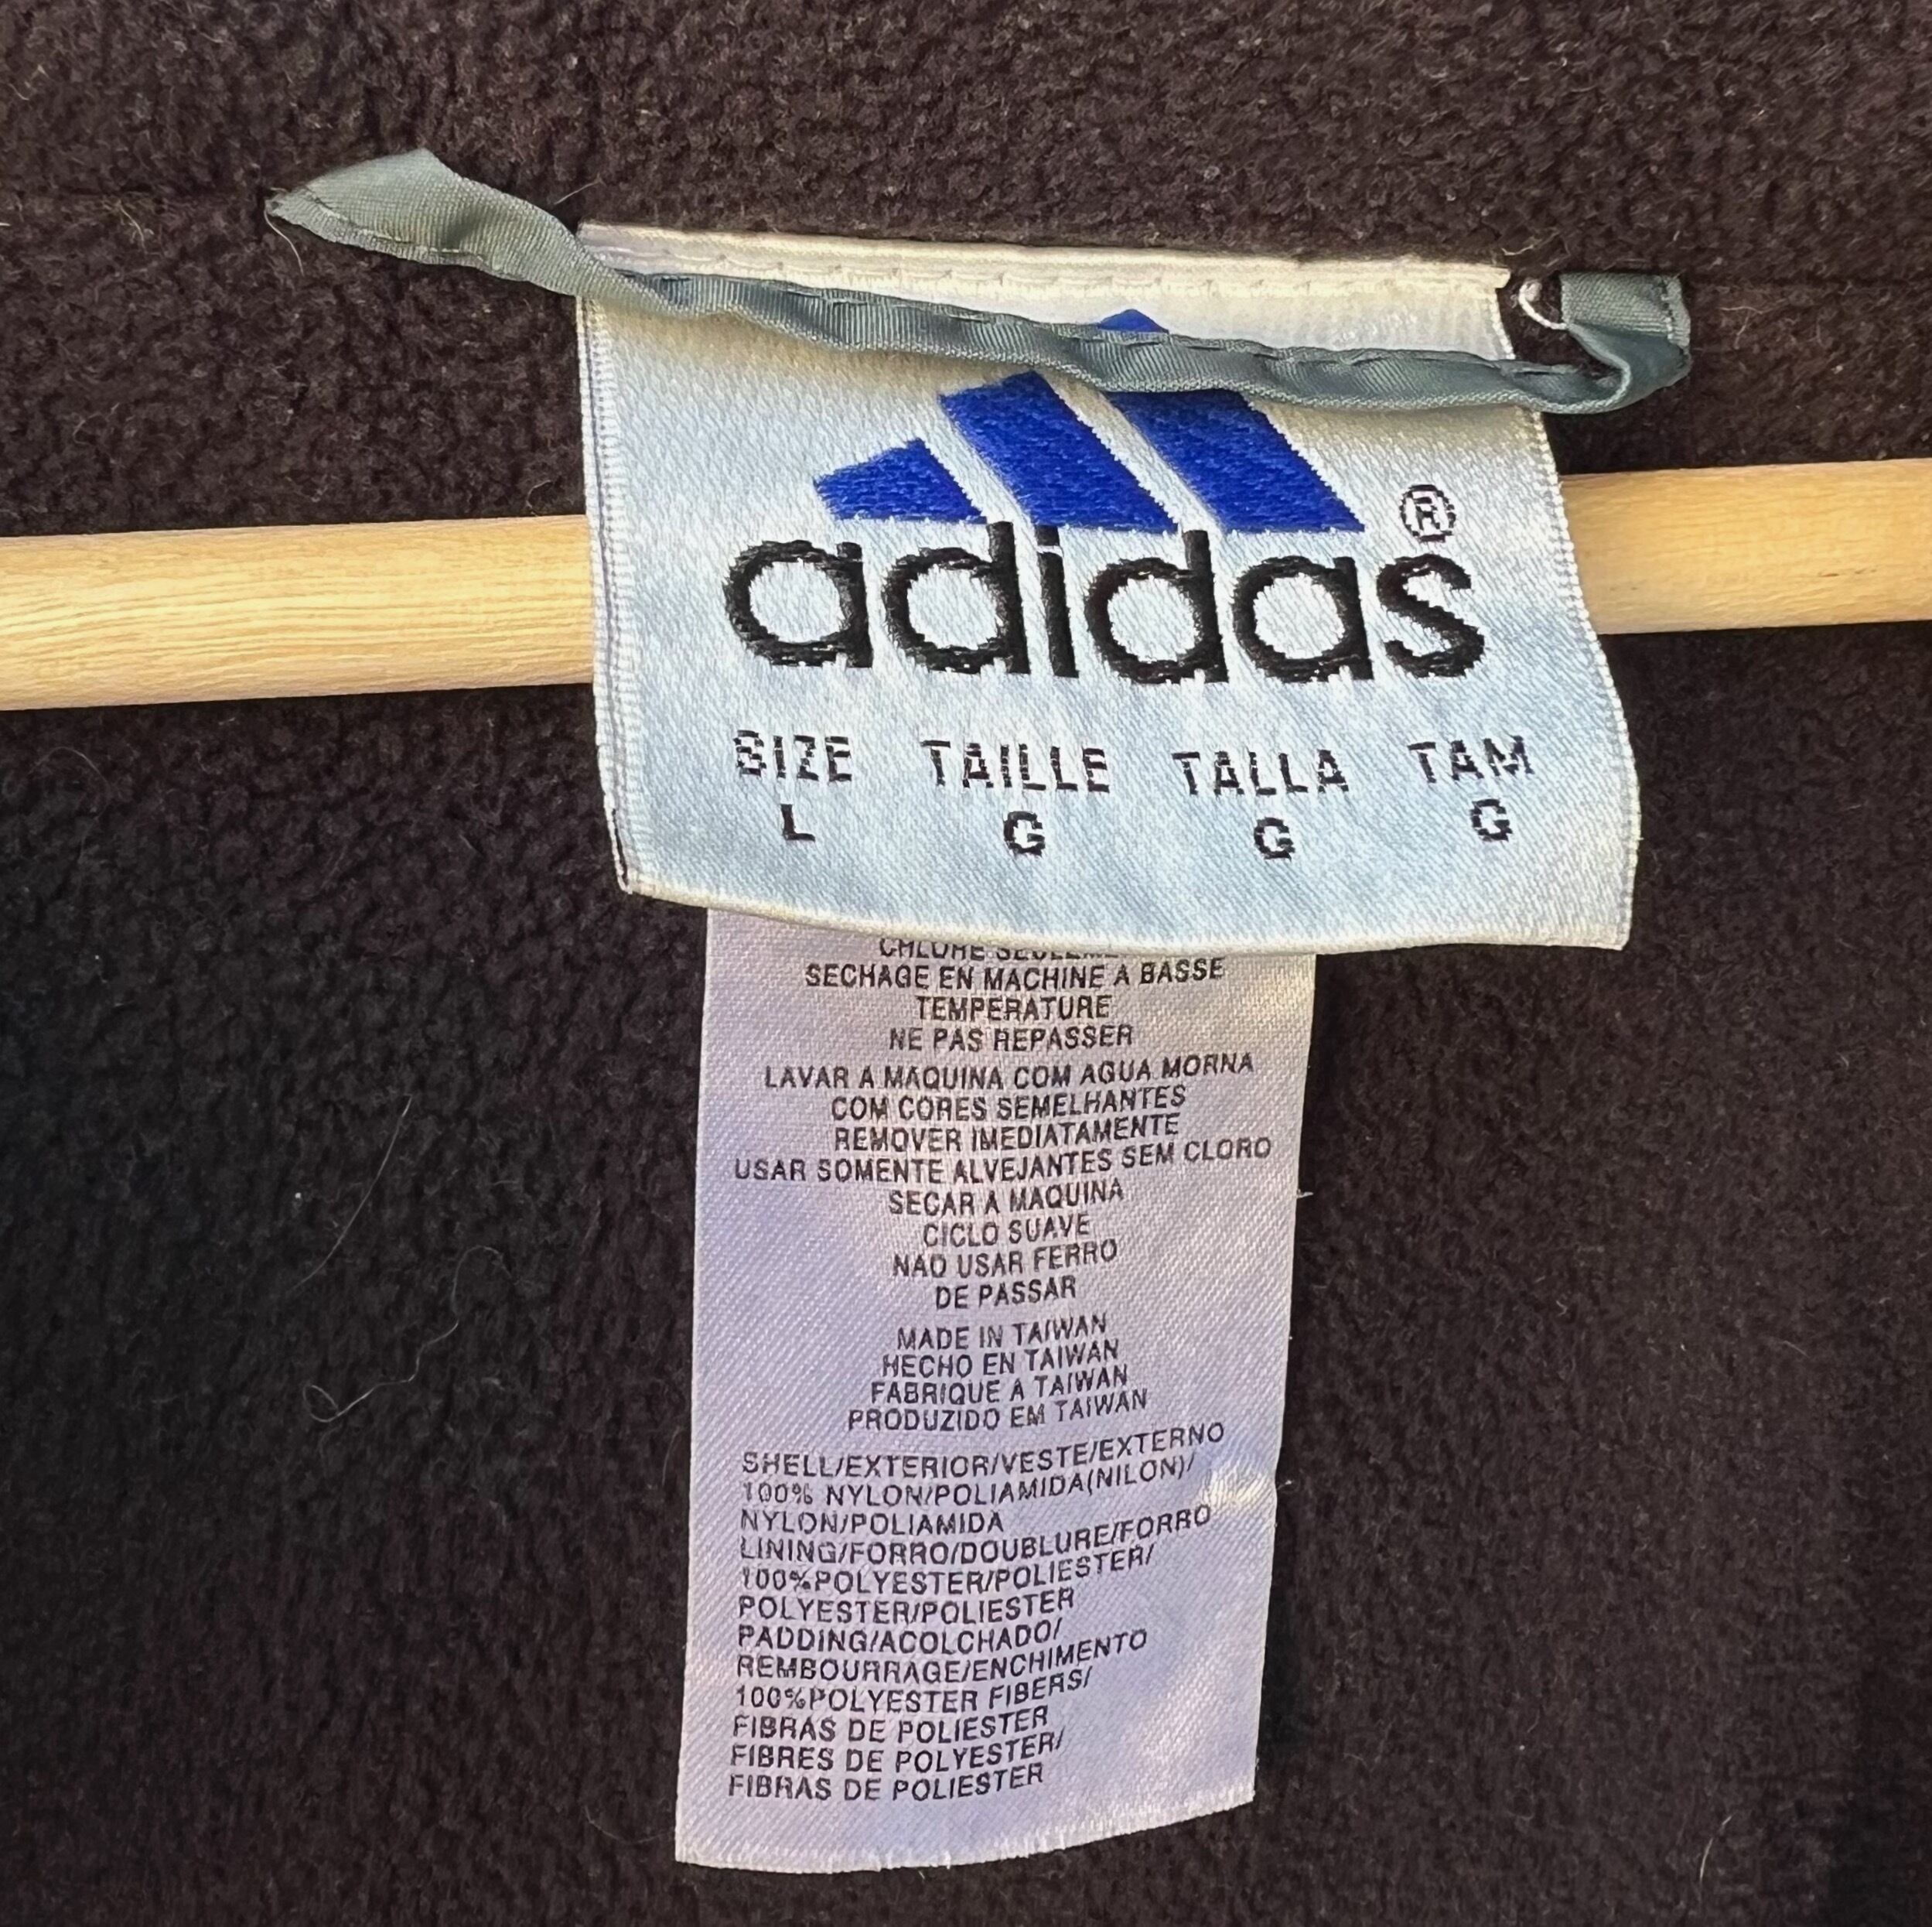 adidas®
SIZE TAILLE TALLA TAM
L G G G
CHLORE
SECHAGE EN MACHINE A BASSE
TEMPERATURE
NE PAS REPASSER
LAVAR A MAQUINA COM AGUA MORNA
COM CORES SEMELHANTES
REMOVER IMEDIATAMENTE
USAR SOMENTE ALVEJANTES SEM CLORO
SECAR A MAQUINA
CICLO SUAVE
NAO USAR FERRO
DE PASSAR
MADE IN TAIWAN
HECHO EN TAIWAN
FABRIQUE A TAIWAN
PRODUZIDO EM TAIWAN
SHELL/EXTERIOR/VESTE/EXTERNO
100% NYLON/POLIAMIDA(NILON)/
NYLON/POLIAMIDA
LINING/FORRO/DOUBLURE/FORRO
100%POLYESTER/POLIESTER/
POLYESTER/POLIESTER
PADDING/ACOLCHADO/
REMBOURRAGE/ENCHIMENTO
100%POLYESTER FIBERS/
FIBRAS DE POLIESTER
FIBRES DE POLYESTER/
FIBRAS DE POLIESTER